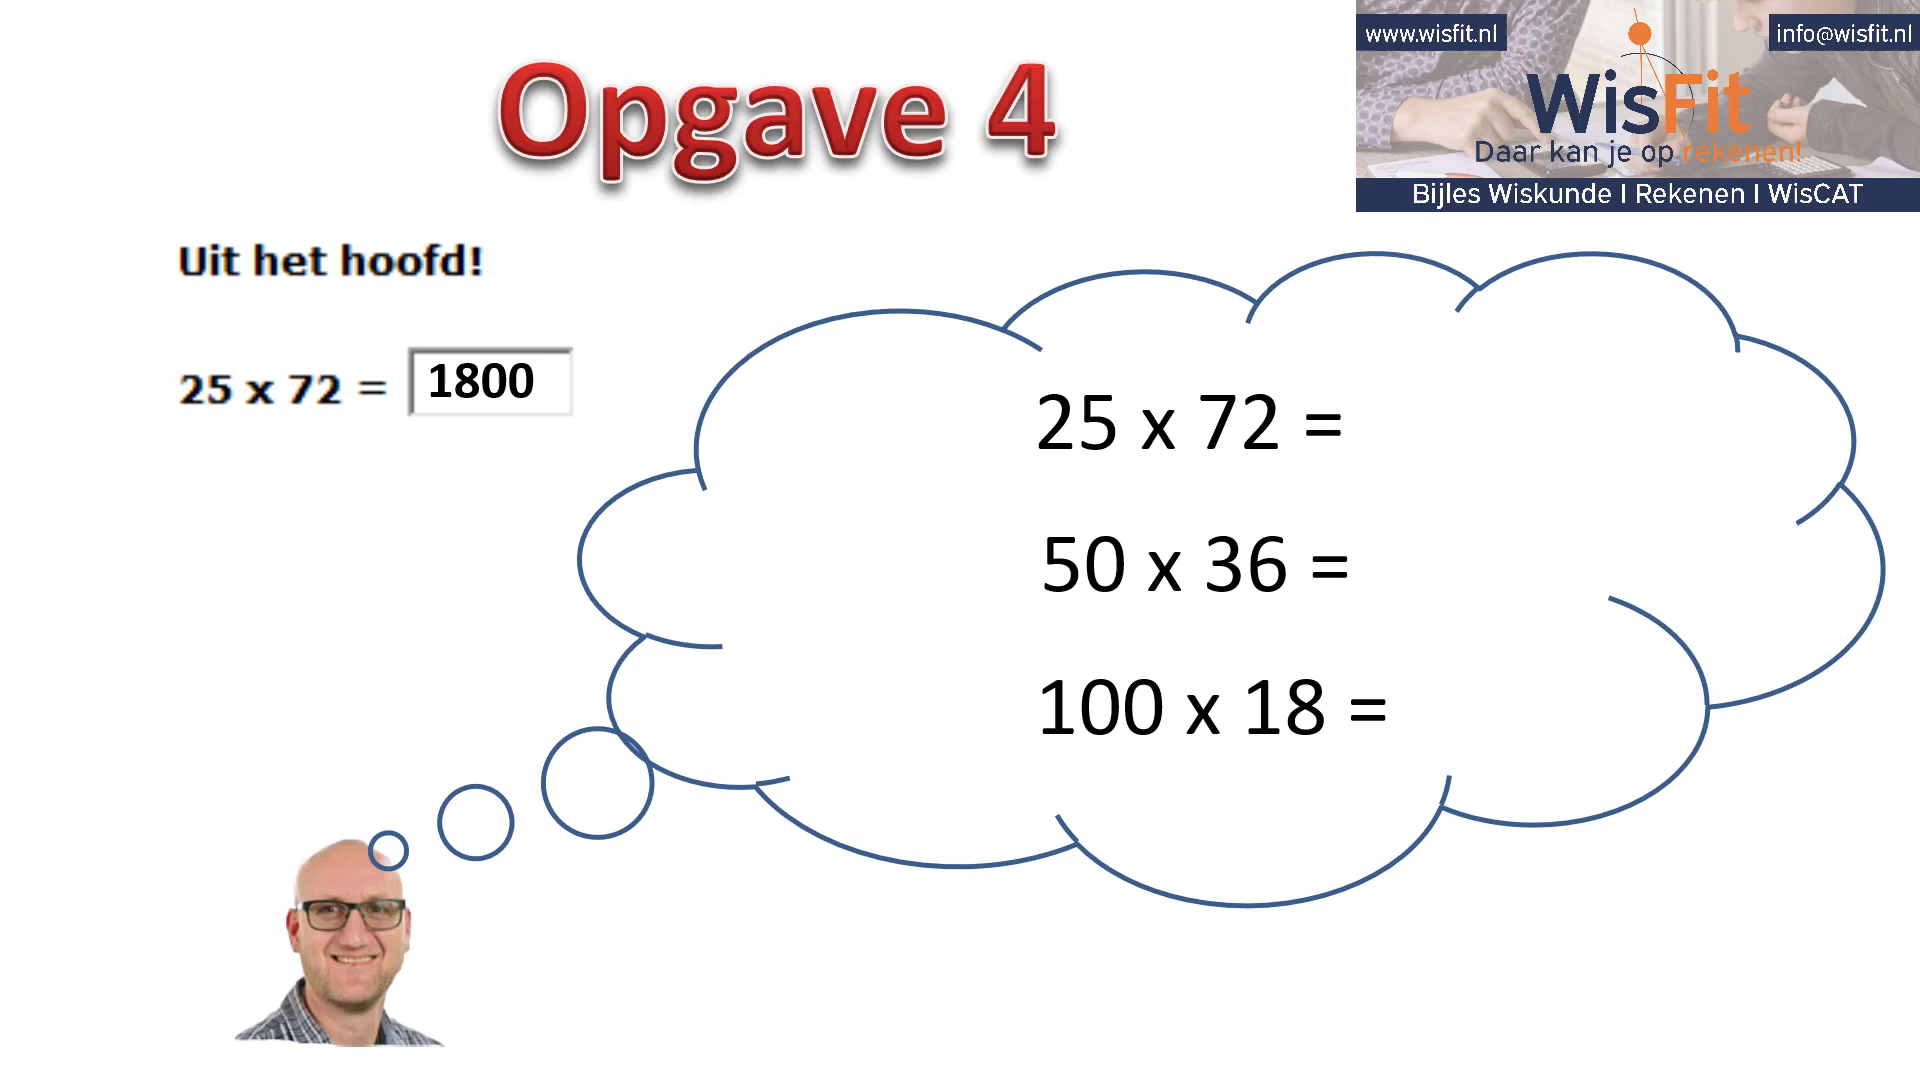 Opgave 4
www.wisfit.nl
info@wisfit.nl
WisFit
Daar kan je op rekenen!
Bijles Wiskunde I Rekenen I WisCAT
Uit het hoofd!
25 x 72 = 1800
25 x 72 =
50 x 36 =
100 x 18 =